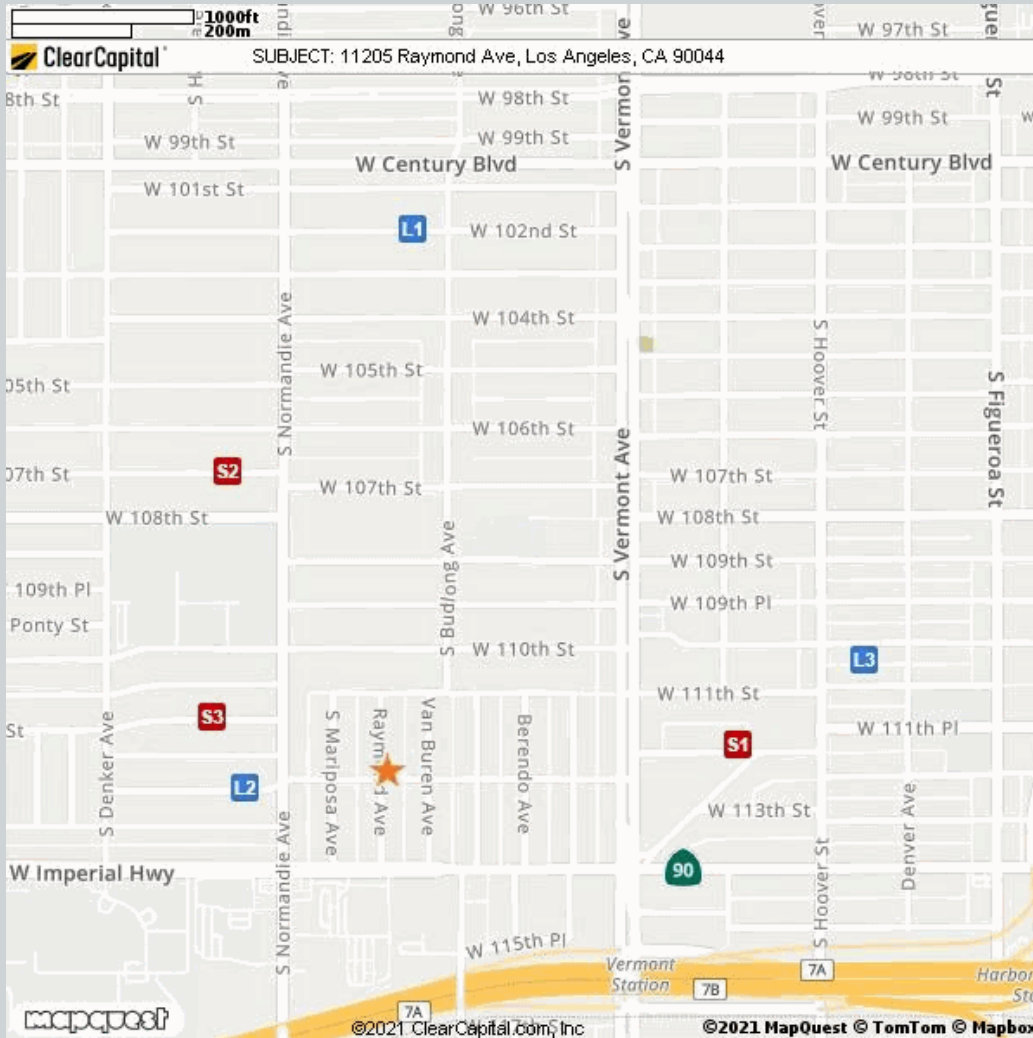 1000ft
200m
W 96th St
W 97th St
ClearCapital
SUBJECT: 11205 Raymond Ave, Los Angeles, CA 90044
8th St
W 98th St
W 98th St
W 99th St
W 99th St
W 99th St
W Century Blvd
W Century Blvd
W 101st St
L1
W 102nd St
W 104th St
W 105th St
05th St
S Normandie Ave
S Hoover St
S Figueroa St
W 106th St
S2
07th St
W 107th St
W 107th St
W 108th St
W 108th St
S Vermont Ave
S Budlong Ave
W 109th St
109th Pl
W 109th Pl
Ponty St
W 110th St
L3
W 111th St
S3
St
W 111th Pl
S1
S Denker Ave
S Mariposa Ave
Raym d Ave
Van Buren Ave
Berendo Ave
L2
W 113th St
Denver Ave
W Imperial Hwy
90
S Normandie Ave
S Hoover St
W 115th Pl
Vermont
Station
7A
7B
Harbor
7A
mapquest
©2021 ClearCapital.com, Inc
©2021 MapQuest © TomTom © Mapbox